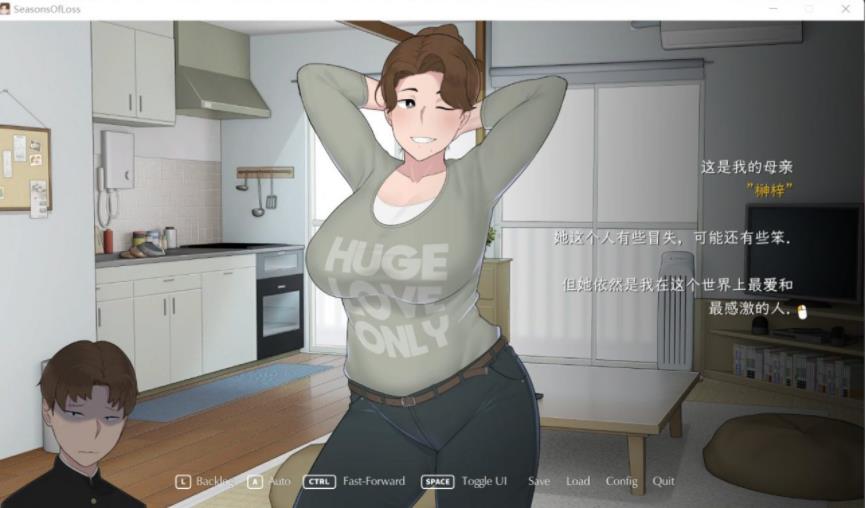 SeasonsOfLoss
这是我的母亲
"榊梓"
她这个人有些冒失，可能还有些笨.
但她依然是我在这个世界上最爱和
最感激的人.
HUGE
LOVE
ONLY
L Backlog A Auto CTRL Fast-Forward SPACE Toggle UI Save Load Config Quit